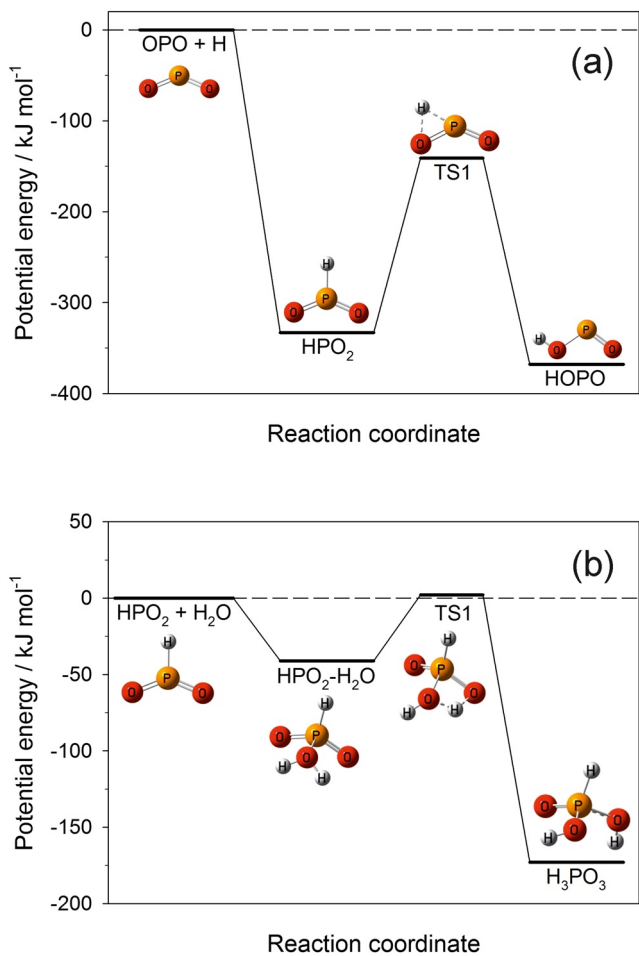 0
OPO + H
(a)
P
O O
Potential energy / kJ mol⁻¹
-100
H
P
O O
TS1
-200
H
P
O O
-300
HPO₂
P
H
O O
HOPO
-400
Reaction coordinate
50
(b)
0
HPO₂ + H₂O
TS1
H
P
O O
HPO₂-H₂O
H
O P
O O
H H
H
O P
O O
H H
Potential energy / kJ mol⁻¹
-50
-100
H
O P
O O
H H
-150
H₃PO₃
-200
Reaction coordinate